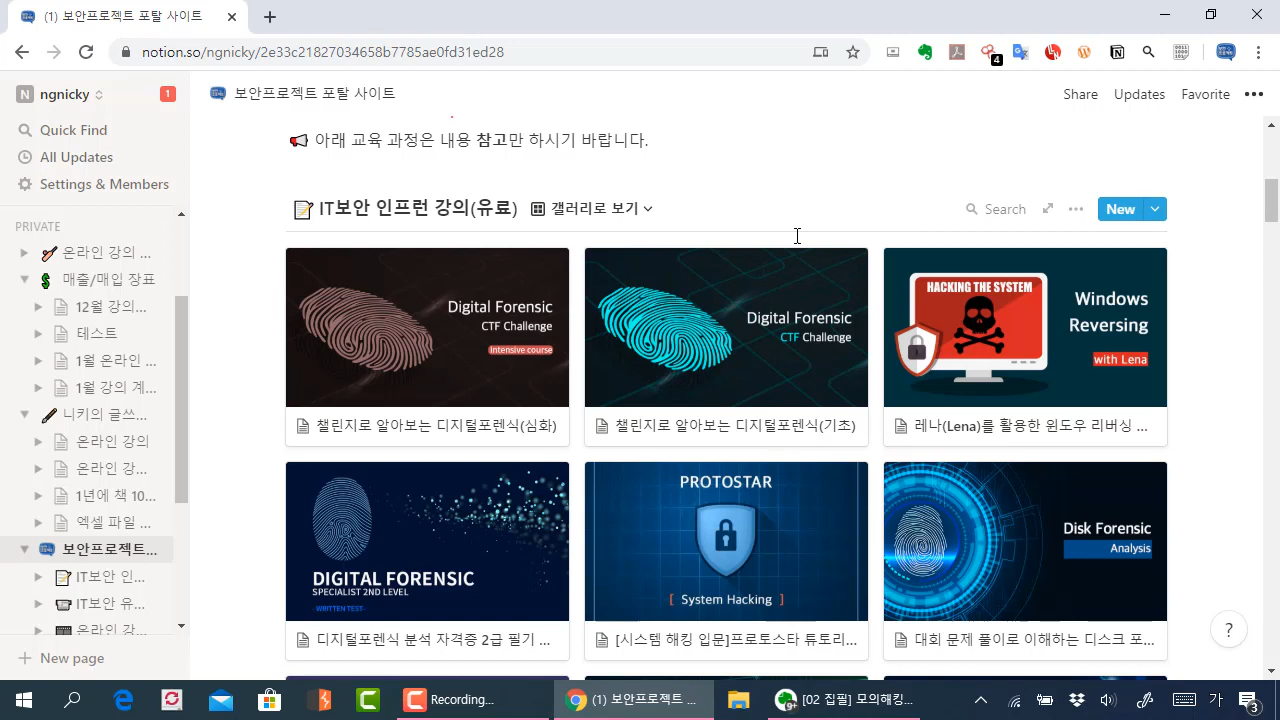 (1) 보안프로젝트 포탈 사이트
notion.so/ngnicky/2e33c21827034658b7785ae0fd31ed28
4
N ngnicky
1
Quick Find
All Updates
Settings & Members
PRIVATE
온라인 강의 ...
매출/매입 장표
12월 강의...
테스트
1월 온라인 ...
1월 강의 계...
니키의 글쓰...
온라인 강의
온라인 강...
1년에 책 10...
엑셀 파일 ...
보안프로젝트...
IT보안 인...
IT보안 유...
온라인 강...
New page
보안프로젝트 포탈 사이트
Share Updates Favorite
아래 교육 과정은 내용 참고만 하시기 바랍니다.
IT보안 인프런 강의(유료) 갤러리로 보기
Search New
Digital Forensic
CTF Challenge
Intensive course
챌린지로 알아보는 디지털포렌식(심화)
Digital Forensic
CTF Challenge
챌린지로 알아보는 디지털포렌식(기초)
HACKING THE SYSTEM
Windows
Reversing
with Lena
레나(Lena)를 활용한 윈도우 리버싱 ...
DIGITAL FORENSIC
SPECIALIST 2ND LEVEL
WRITTEN TEST
디지털포렌식 분석 자격증 2급 필기 ...
PROTOSTAR
[ System Hacking ]
[시스템 해킹 입문]프로토스타 튜토리...
Disk Forensic
Analysis
대회 문제 풀이로 이해하는 디스크 포...
?
Recording...
(1) 보안프로젝트 ...
9+
[02 집필] 모의해킹...
가
3